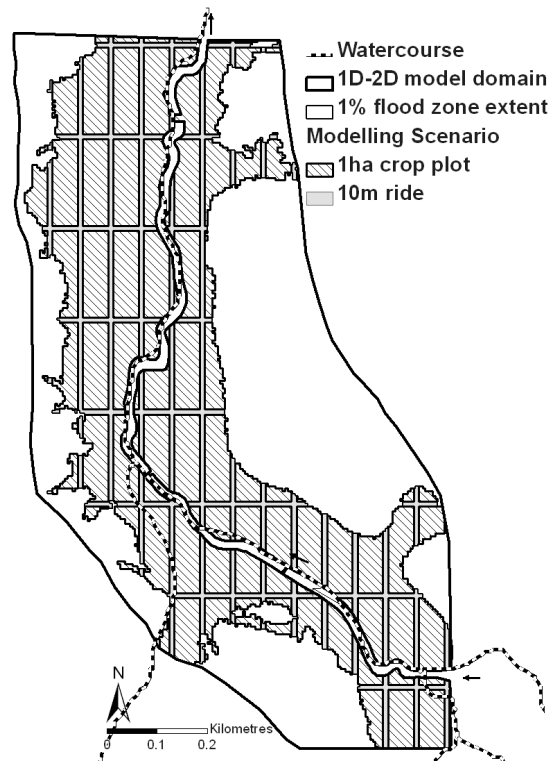 Watercourse
1D-2D model domain
1% flood zone extent
Modelling Scenario
1ha crop plot
10m ride
N
Kilometres
0 0.1 0.2